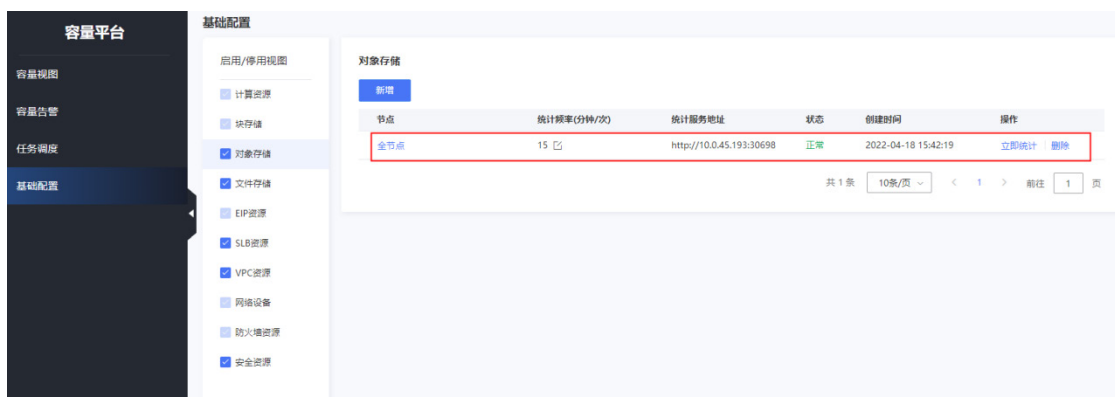 容量平台
容量视图
容量告警
任务调度
基础配置
基础配置
启用/停用视图
计算资源
块存储
对象存储
文件存储
EIP资源
SLB资源
VPC资源
网络设备
防火墙资源
安全资源
对象存储
新增
节点 统计频率(分钟/次) 统计服务地址 状态 创建时间 操作
全节点 15 http://10.0.45.193:30698 正常 2022-04-18 15:42:19 立即统计 删除
共 1 条 10条/页 < 1 > 前往 1 页